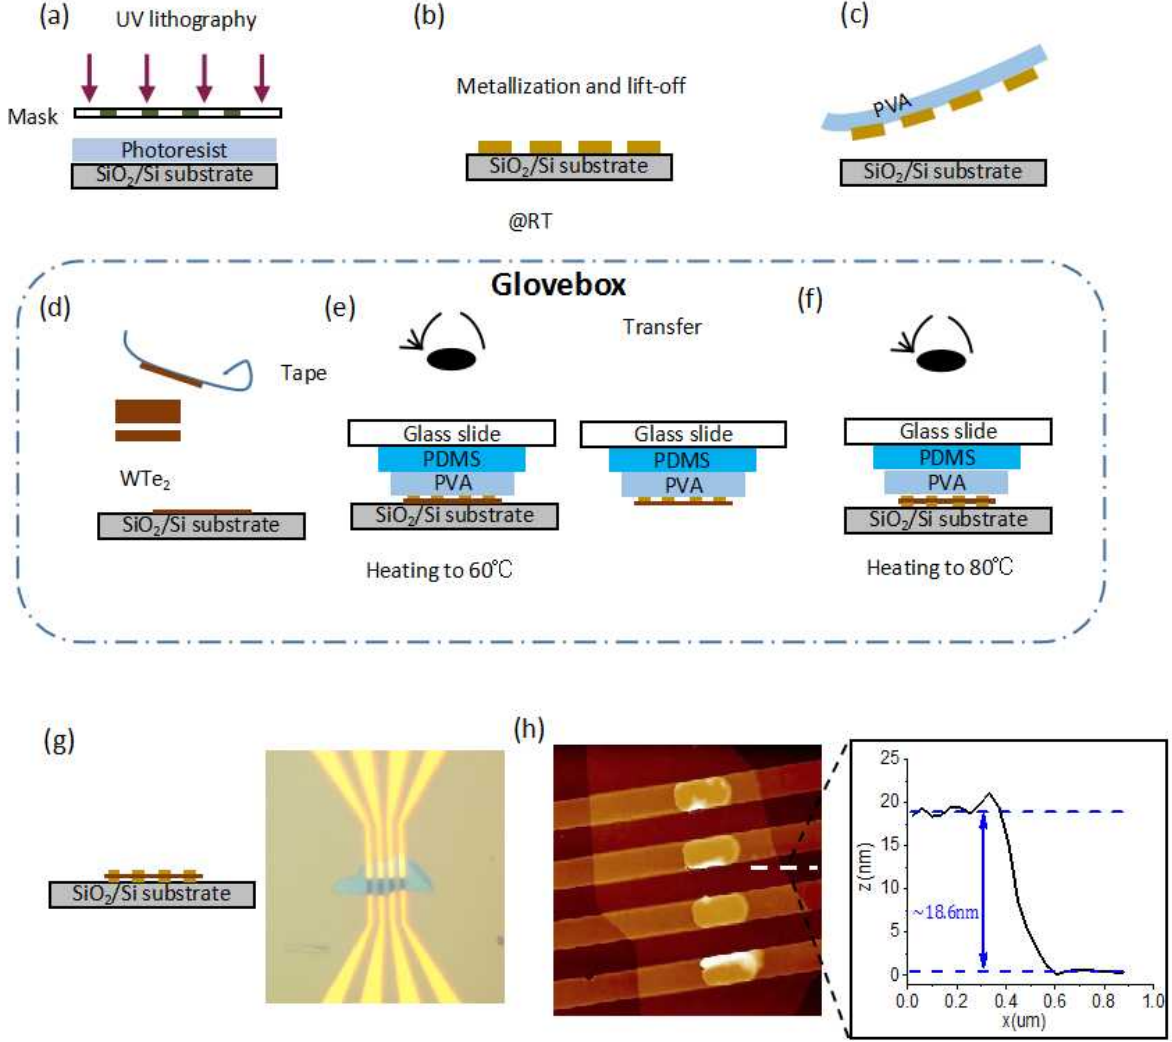 (a)
UV lithography
Mask
Photoresist
SiO₂/Si substrate
(b)
Metallization and lift-off
SiO₂/Si substrate
@RT
(c)
PVA
SiO₂/Si substrate
Glovebox
(d)
Tape
WTe₂
SiO₂/Si substrate
(e)
Transfer
Glass slide
PDMS
PVA
SiO₂/Si substrate
Heating to 60℃
Glass slide
PDMS
PVA
(f)
Glass slide
PDMS
PVA
SiO₂/Si substrate
Heating to 80℃
(g)
SiO₂/Si substrate
(h)
25
20
15
10
5
0
z (nm)
~18.6nm
0.0 0.2 0.4 0.6 0.8 1.0
x(um)